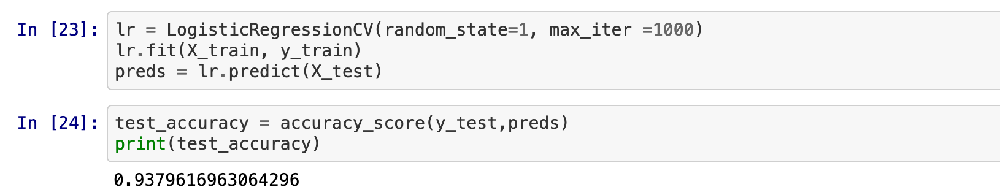 In [23]: lr = LogisticRegressionCV(random_state=1, max_iter =1000)
lr.fit(X_train, y_train)
preds = lr.predict(X_test)
In [24]: test_accuracy = accuracy_score(y_test,preds)
print(test_accuracy)
0.9379616963064296